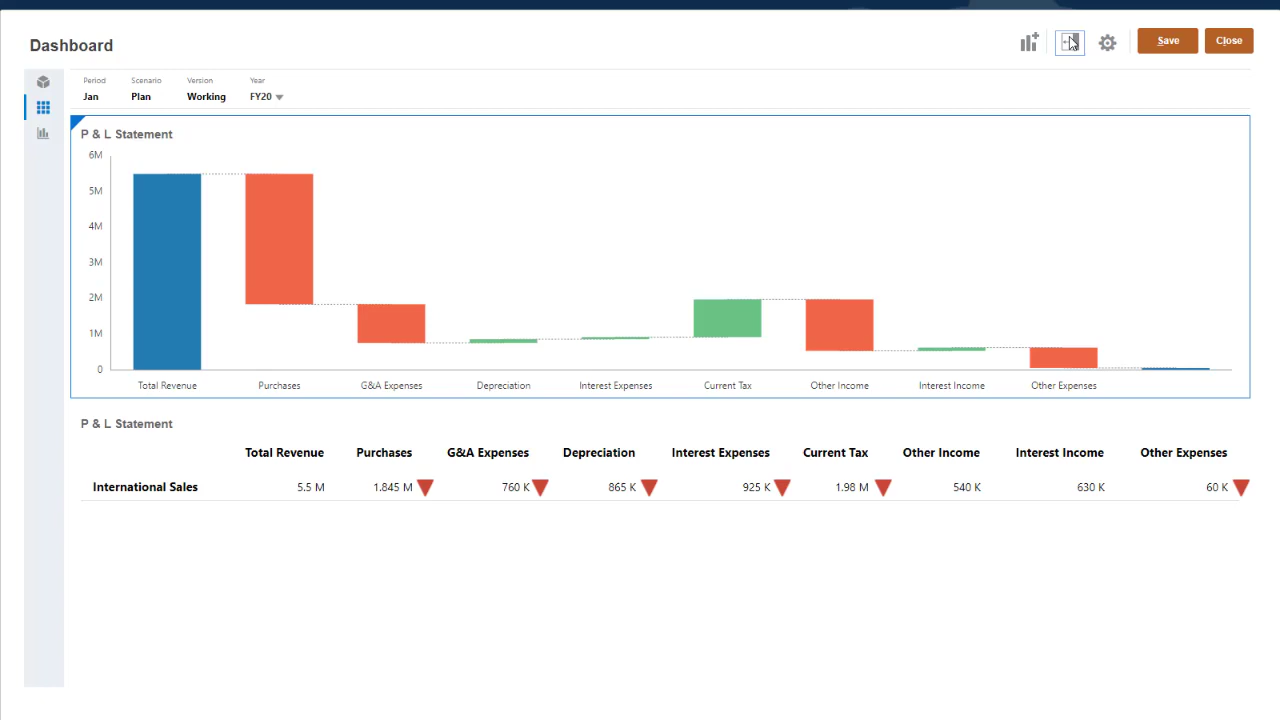 Dashboard
Save Close
Period Scenario Version Year
Jan Plan Working FY20
P & L Statement
6M
5M
4M
3M
2M
1M
0
Total Revenue Purchases G&A Expenses Depreciation Interest Expenses Current Tax Other Income Interest Income Other Expenses
P & L Statement
Total Revenue Purchases G&A Expenses Depreciation Interest Expenses Current Tax Other Income Interest Income Other Expenses
International Sales 5.5 M 1.845 M 760 K 865 K 925 K 1.98 M 540 K 630 K 60 K